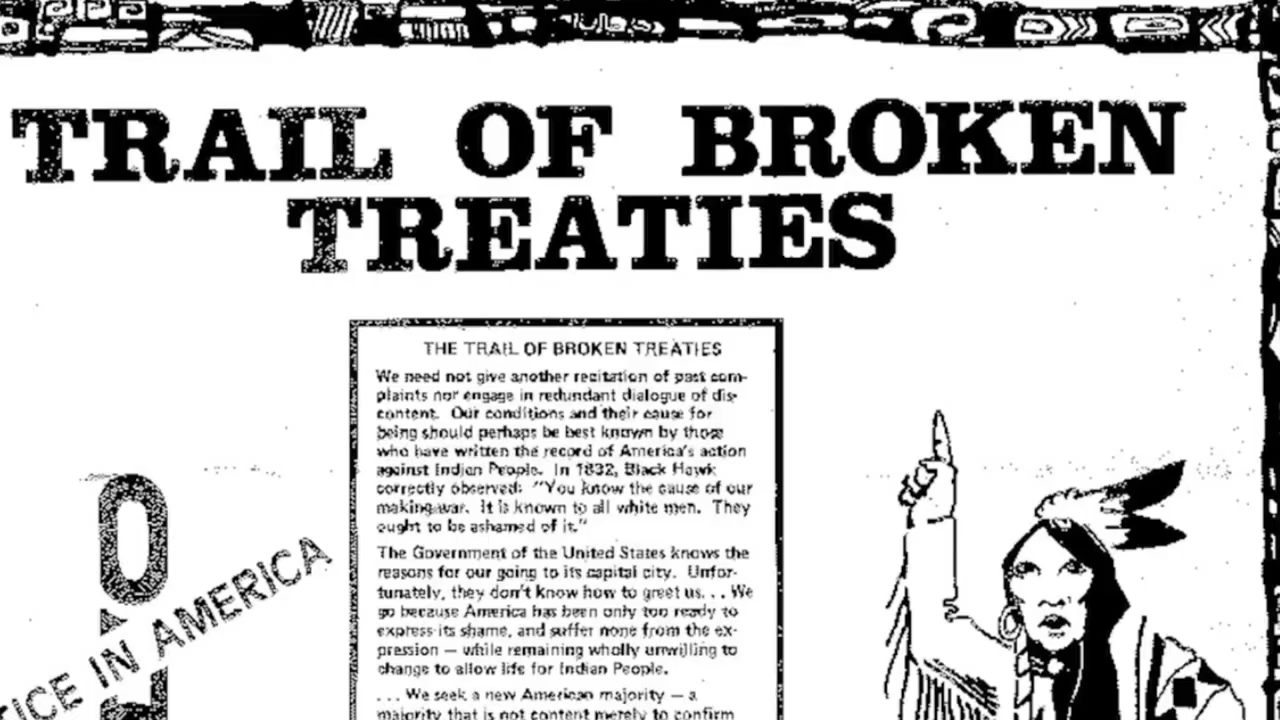 TRAIL OF BROKEN
TREATIES
THE TRAIL OF BROKEN TREATIES
We need not give another recitation of past com-
plaints nor engage in redundant dialogue of dis-
content. Our conditions and their cause for
being should perhaps be best known by those
who have written the record of America's action
against Indian People. In 1832, Black Hawk
correctly observed: "You know the cause of our
making war. It is known to all white men. They
ought to be ashamed of it."
The Government of the United States knows the
reasons for our going to its capital city. Unfor-
tunately, they don't know how to greet us. . . We
go because America has been only too ready to
express its shame, and suffer none from the ex-
pression — while remaining wholly unwilling to
change to allow life for Indian People.
. . . We seek a new American majority — a
majority that is not content merely to confirm
TICE IN AMERICA